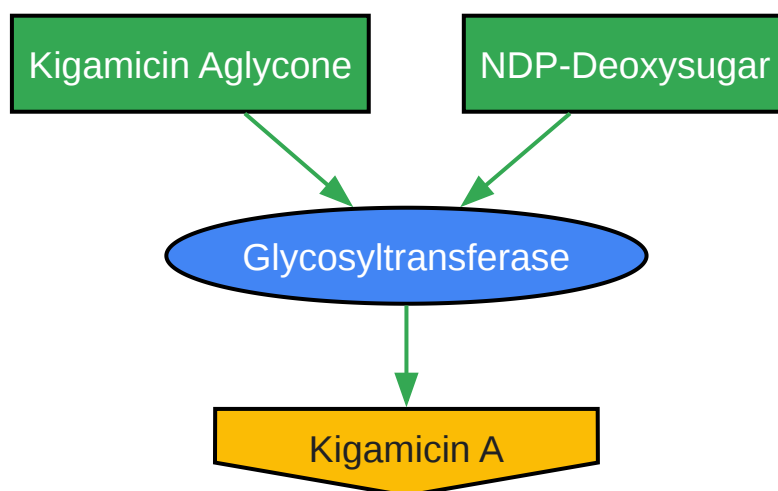 Kigamicin Aglycone
NDP-Deoxysugar
Glycosyltransferase
Kigamicin A